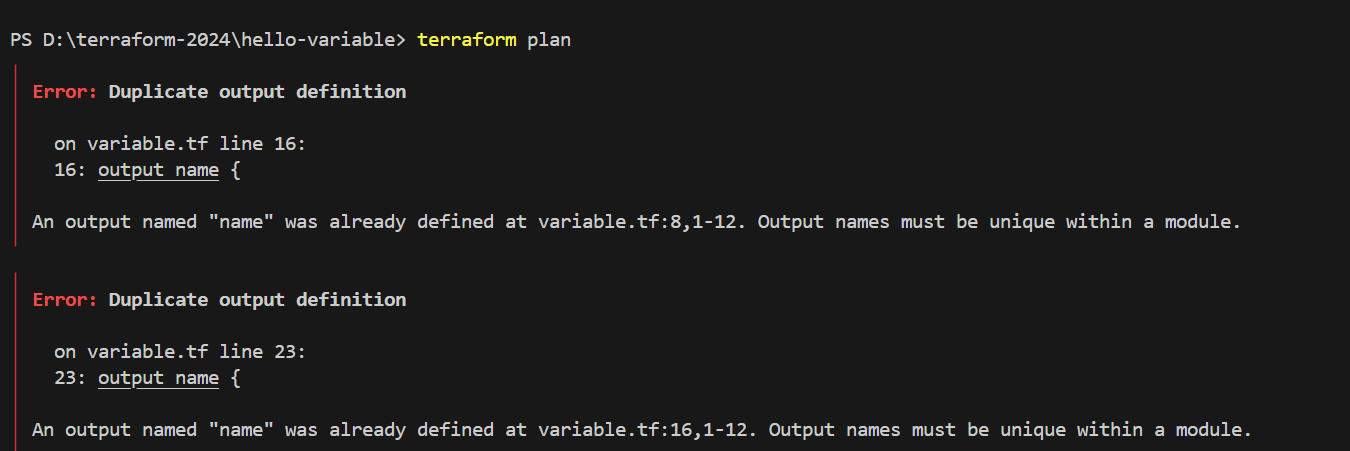 PS D:\terraform-2024\hello-variable> terraform plan
Error: Duplicate output definition
on variable.tf line 16:
16: output name {
An output named "name" was already defined at variable.tf:8,1-12. Output names must be unique within a module.
Error: Duplicate output definition
on variable.tf line 23:
23: output name {
An output named "name" was already defined at variable.tf:16,1-12. Output names must be unique within a module.